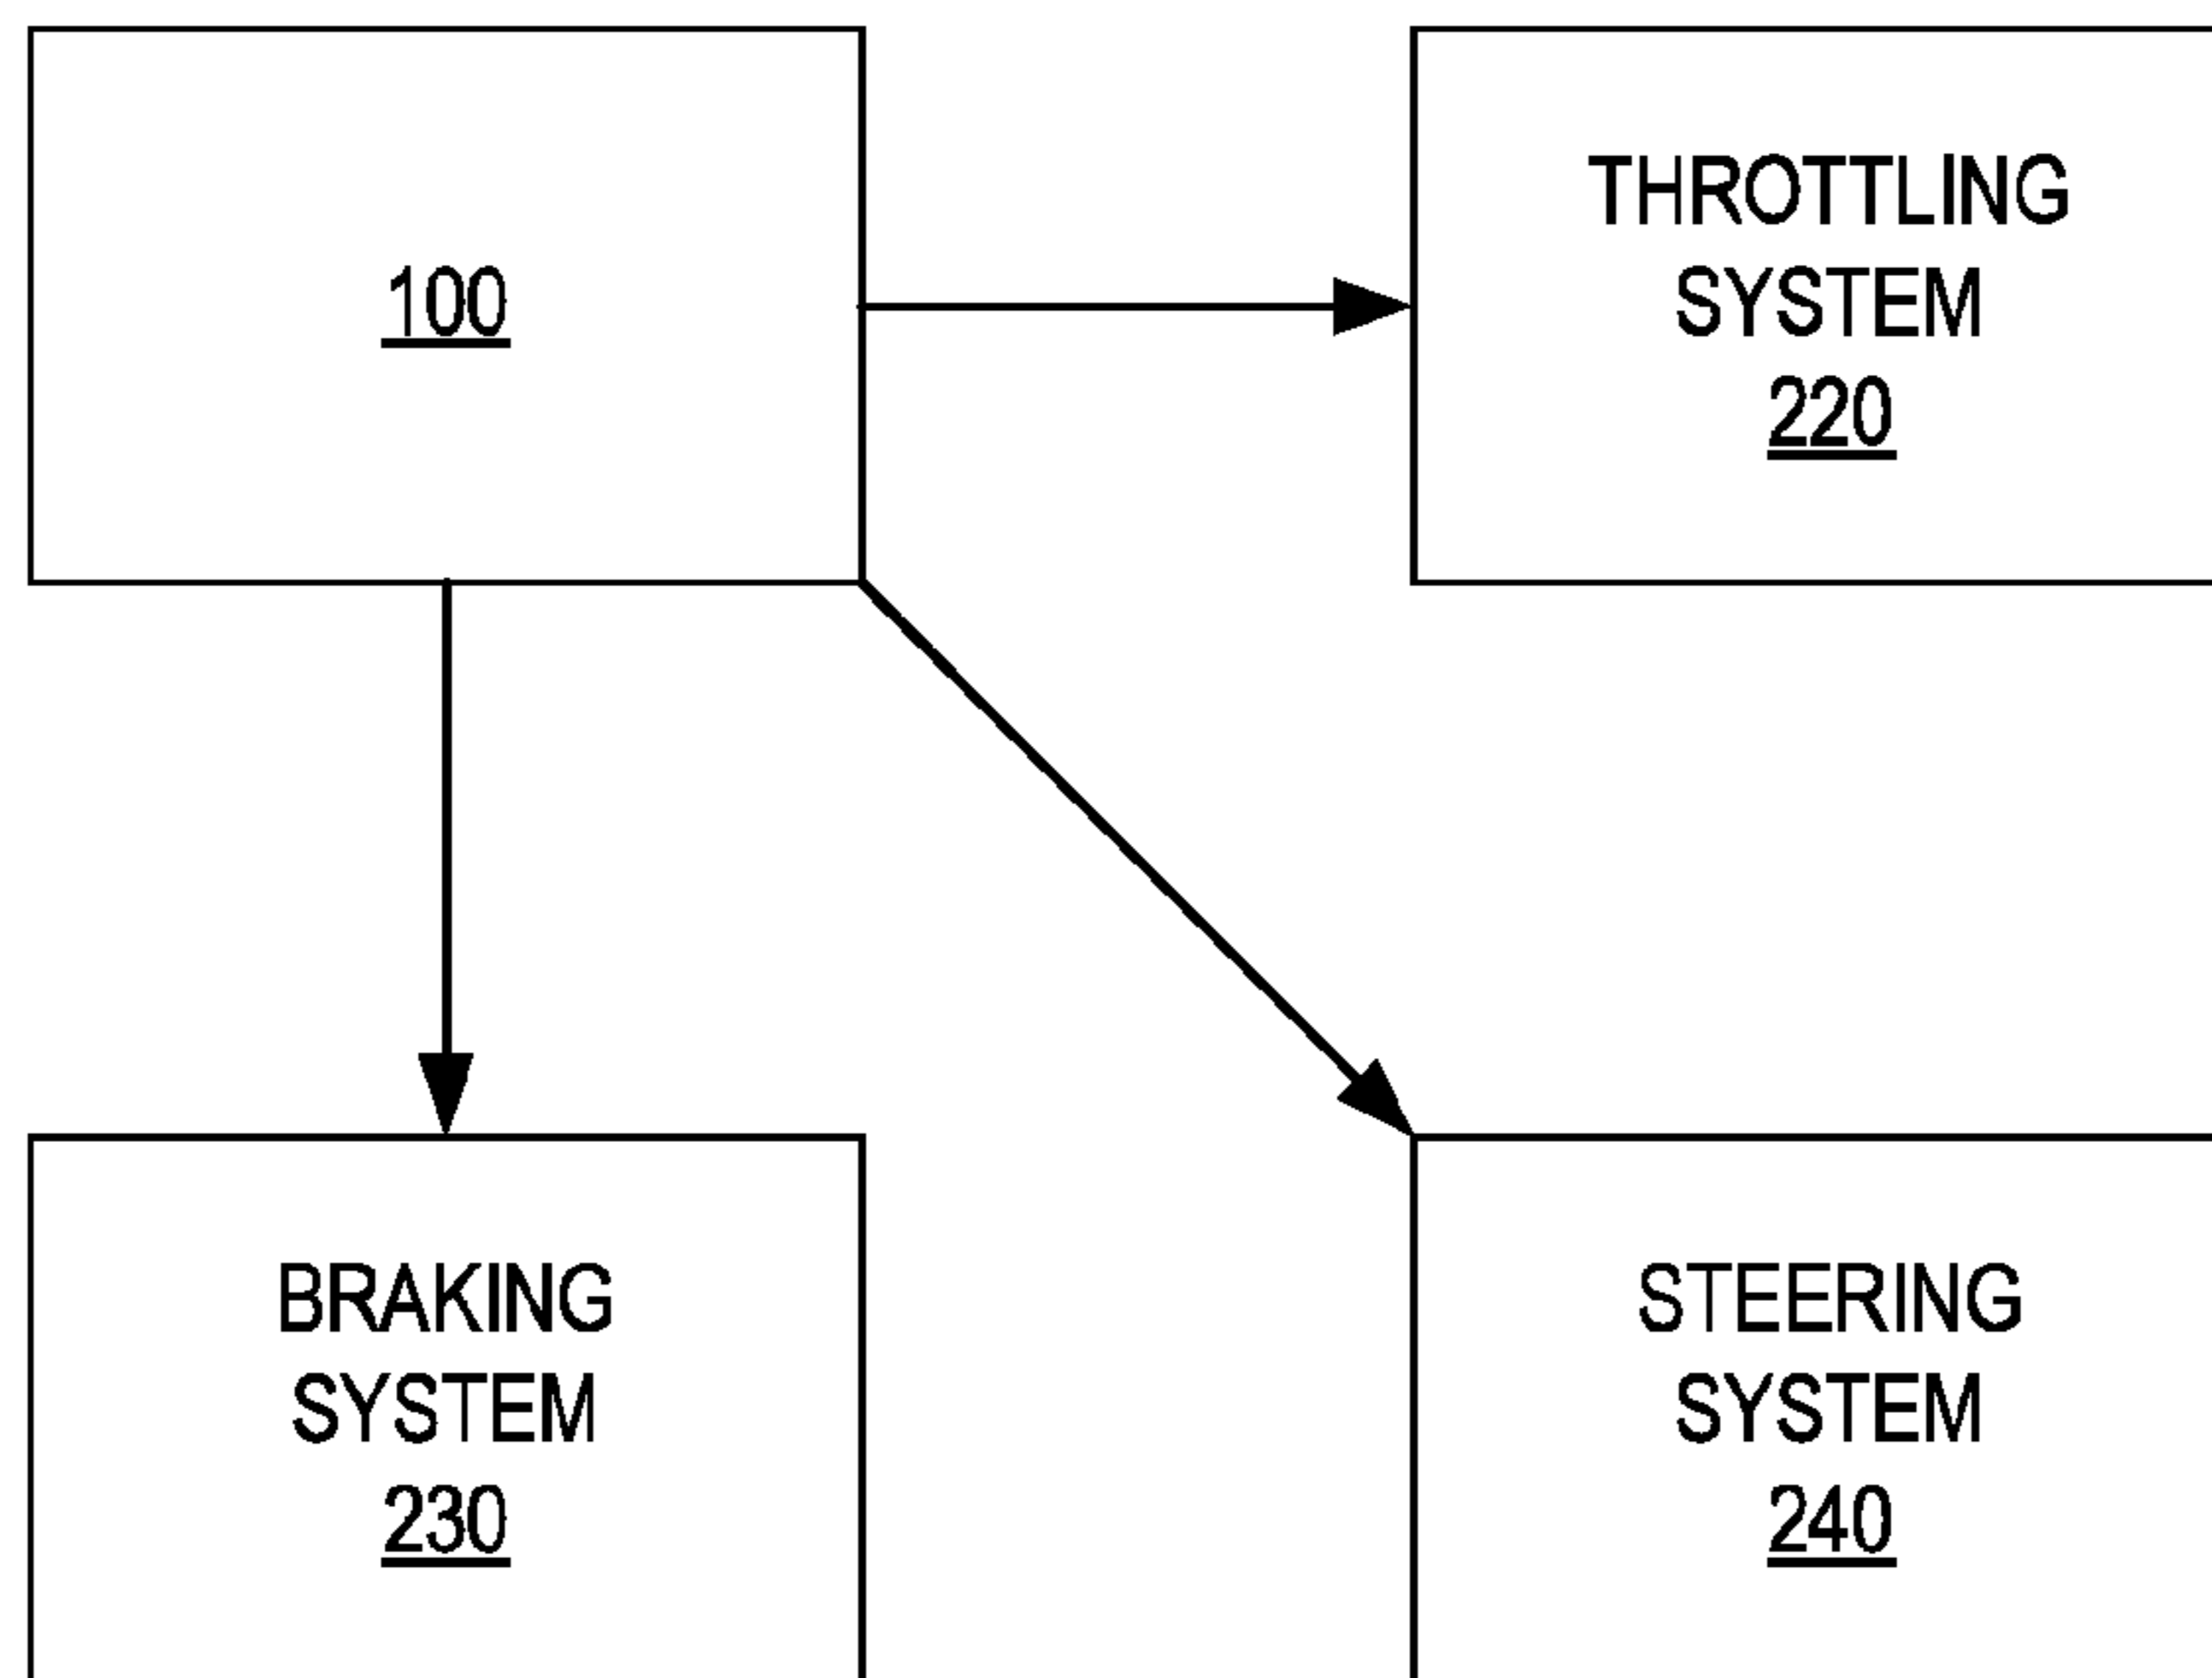 100
THROTTLING
SYSTEM
220
BRAKING
SYSTEM
230
STEERING
SYSTEM
240